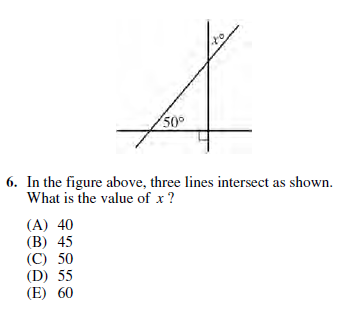 x°
50°
6. In the figure above, three lines intersect as shown.
What is the value of x ?
(A) 40
(B) 45
(C) 50
(D) 55
(E) 60